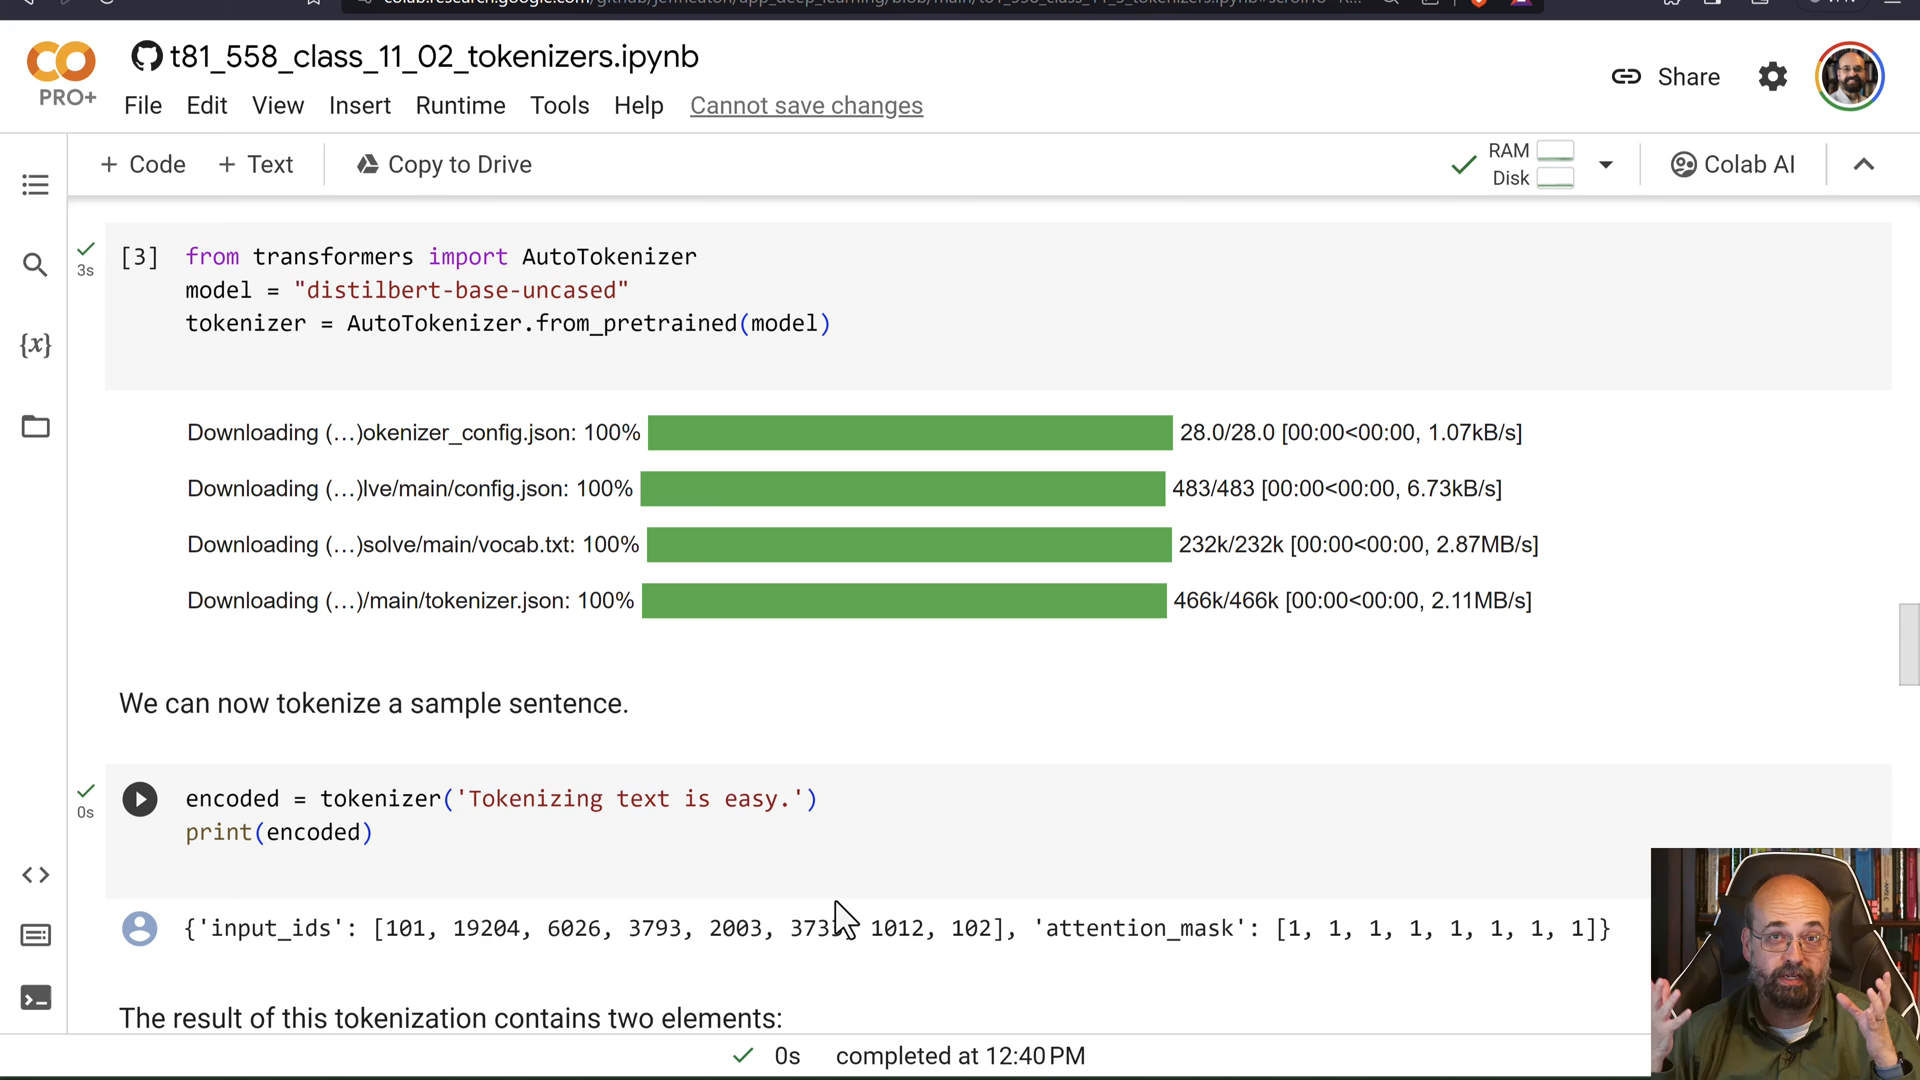 t81_558_class_11_02_tokenizers.ipynb
PRO+
File Edit View Insert Runtime Tools Help Cannot save changes
Share
+ Code + Text Copy to Drive
RAM
Disk
Colab AI
{x}
3s
[3] from transformers import AutoTokenizer
model = "distilbert-base-uncased"
tokenizer = AutoTokenizer.from_pretrained(model)
Downloading (…)okenizer_config.json: 100% 28.0/28.0 [00:00<00:00, 1.07kB/s]
Downloading (…)lve/main/config.json: 100% 483/483 [00:00<00:00, 6.73kB/s]
Downloading (…)solve/main/vocab.txt: 100% 232k/232k [00:00<00:00, 2.87MB/s]
Downloading (…)/main/tokenizer.json: 100% 466k/466k [00:00<00:00, 2.11MB/s]
We can now tokenize a sample sentence.
0s
encoded = tokenizer('Tokenizing text is easy.')
print(encoded)
{'input_ids': [101, 19204, 6026, 3793, 2003, 1012, 102], 'attention_mask': [1, 1, 1, 1, 1, 1, 1, 1]}
The result of this tokenization contains two elements:
0s completed at 12:40 PM